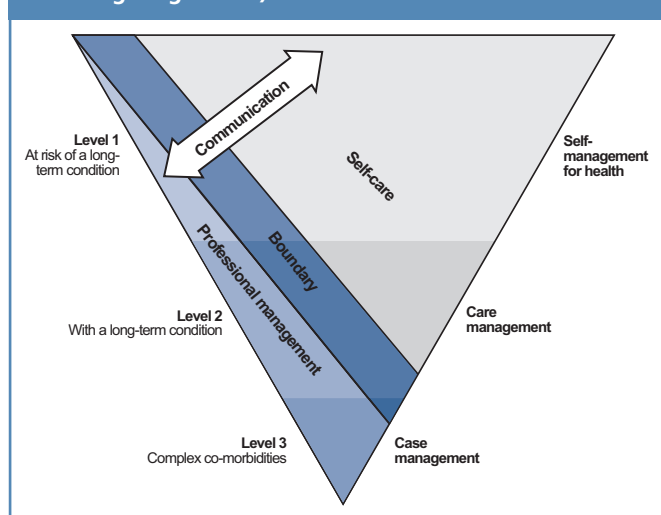 Communication
Level 1
At risk of a long-
term condition
Self-
management
for health
Self-care
Boundary
Professional management
Level 2
With a long-term condition
Care
management
Level 3
Complex co-morbidities
Case
management